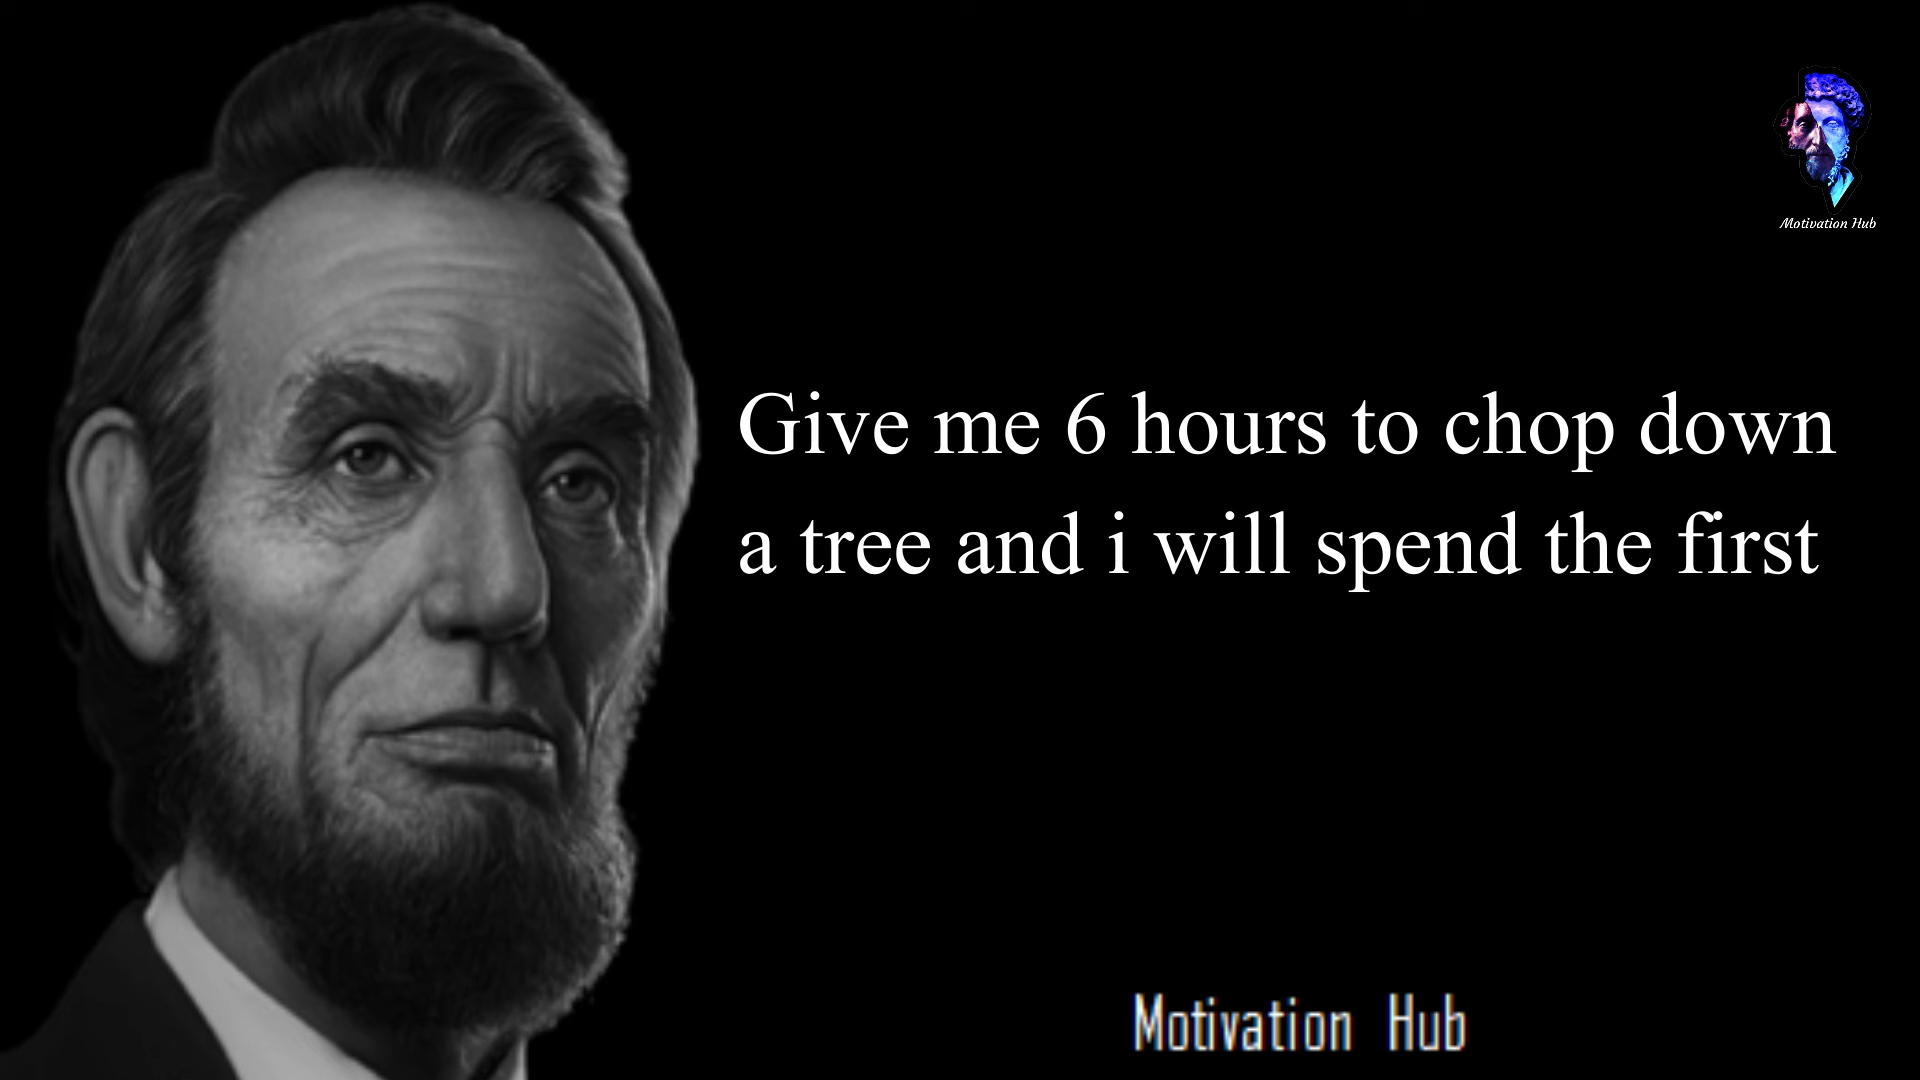 Motivation Hub
Give me 6 hours to chop down
a tree and i will spend the first
Motivation Hub